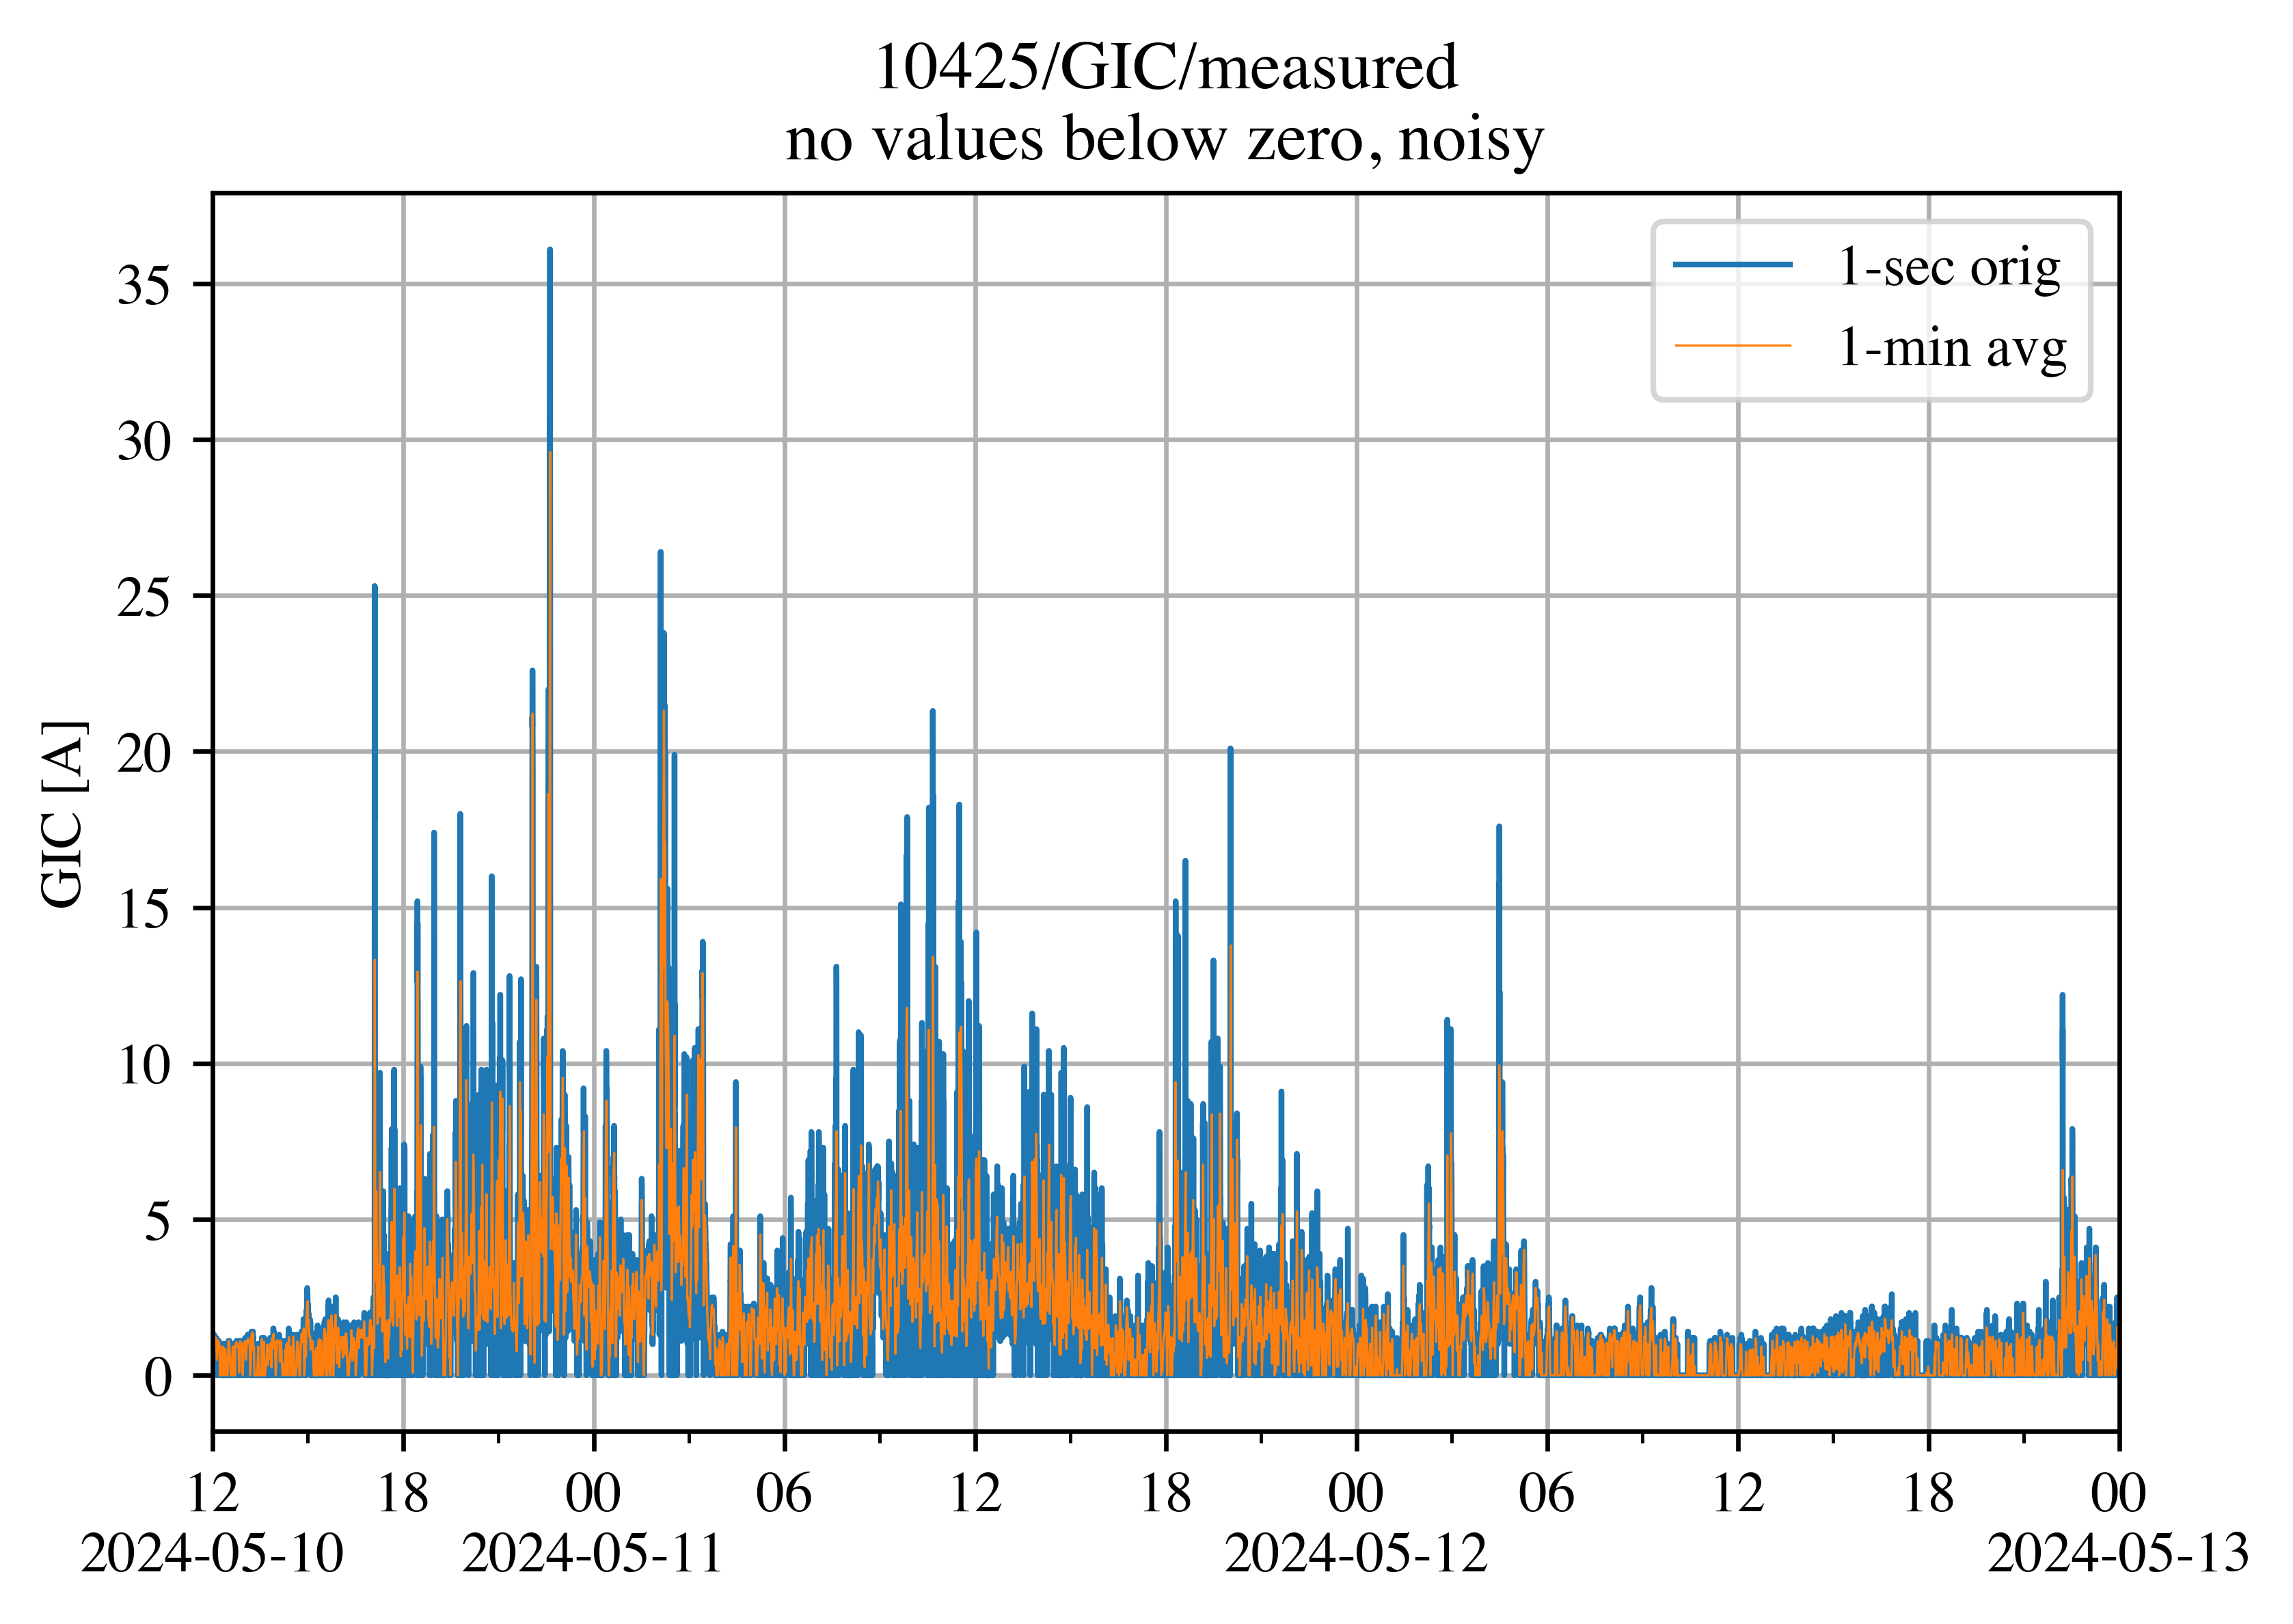 10425/GIC/measured
no values below zero, noisy
1-sec orig
1-min avg
GIC [A]
35
30
25
20
15
10
5
0
12 18 00 06 12 18 00 06 12 18 00
2024-05-10 2024-05-11 2024-05-12 2024-05-13